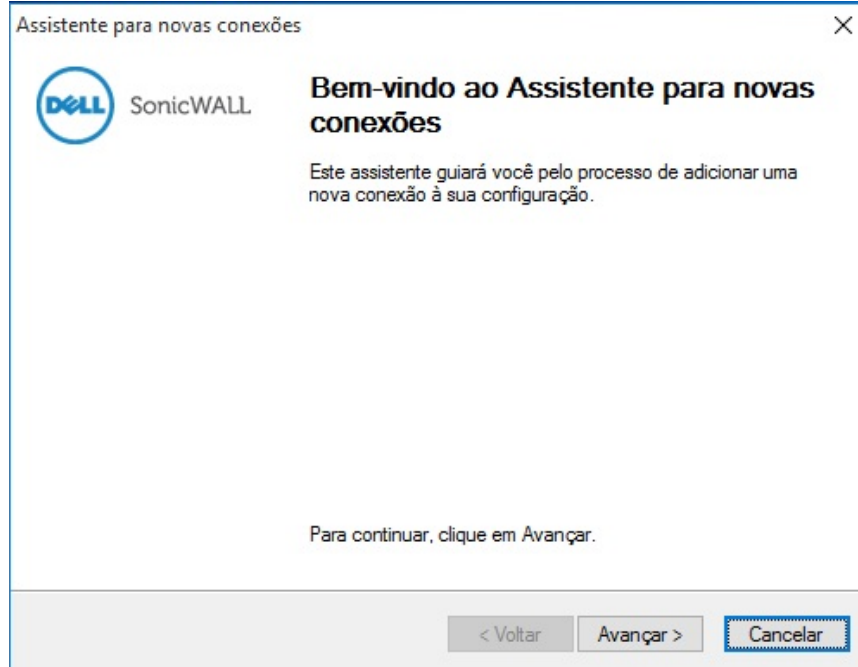 Assistente para novas conexões
DELL SonicWALL
Bem-vindo ao Assistente para novas
conexões
Este assistente guiará você pelo processo de adicionar uma
nova conexão à sua configuração.
Para continuar, clique em Avançar.
< Voltar Avançar > Cancelar